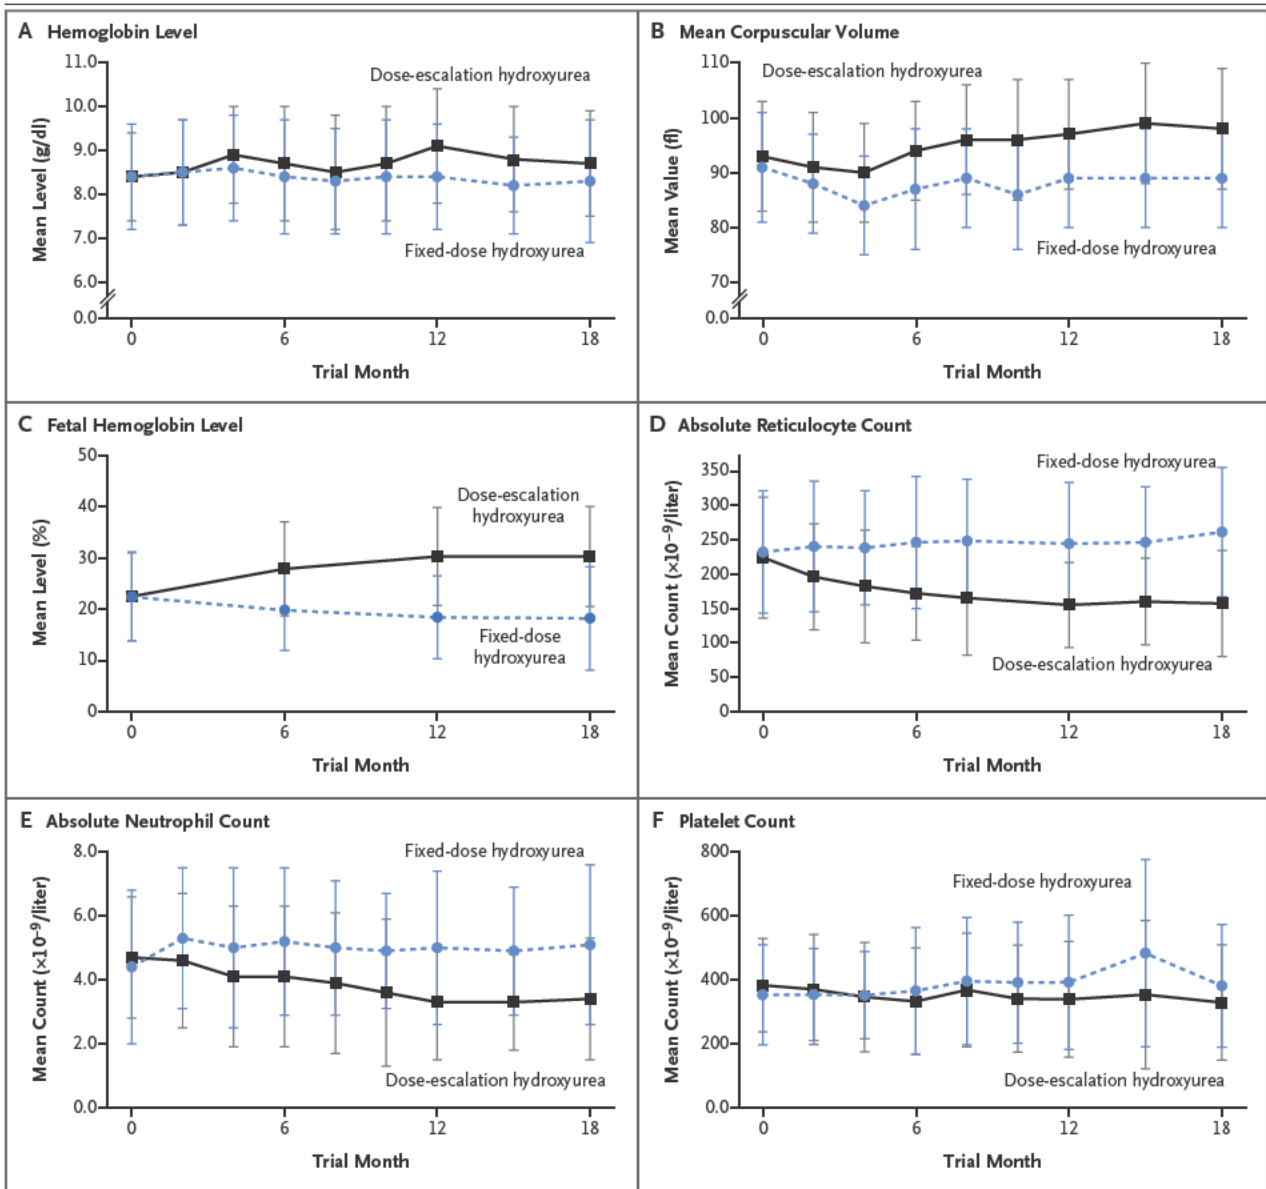 A Hemoglobin Level
11.0
10.0
9.0
8.0
7.0
6.0
0.0
Mean Level (g/dl)
Dose-escalation hydroxyurea
Fixed-dose hydroxyurea
0 6 12 18
Trial Month
B Mean Corpuscular Volume
110
100
90
80
70
0.0
Mean Value (fl)
Dose-escalation hydroxyurea
Fixed-dose hydroxyurea
0 6 12 18
Trial Month
C Fetal Hemoglobin Level
50
40
30
20
10
0
Mean Level (%)
Dose-escalation
hydroxyurea
Fixed-dose
hydroxyurea
0 6 12 18
Trial Month
D Absolute Reticulocyte Count
350
300
250
200
150
100
50
0
Mean Count (×10⁻⁹/liter)
Fixed-dose hydroxyurea
Dose-escalation hydroxyurea
0 6 12 18
Trial Month
E Absolute Neutrophil Count
8.0
6.0
4.0
2.0
0.0
Mean Count (×10⁻⁹/liter)
Fixed-dose hydroxyurea
Dose-escalation hydroxyurea
0 6 12 18
Trial Month
F Platelet Count
800
600
400
200
0.0
Mean Count (×10⁻⁹/liter)
Fixed-dose hydroxyurea
Dose-escalation hydroxyurea
0 6 12 18
Trial Month